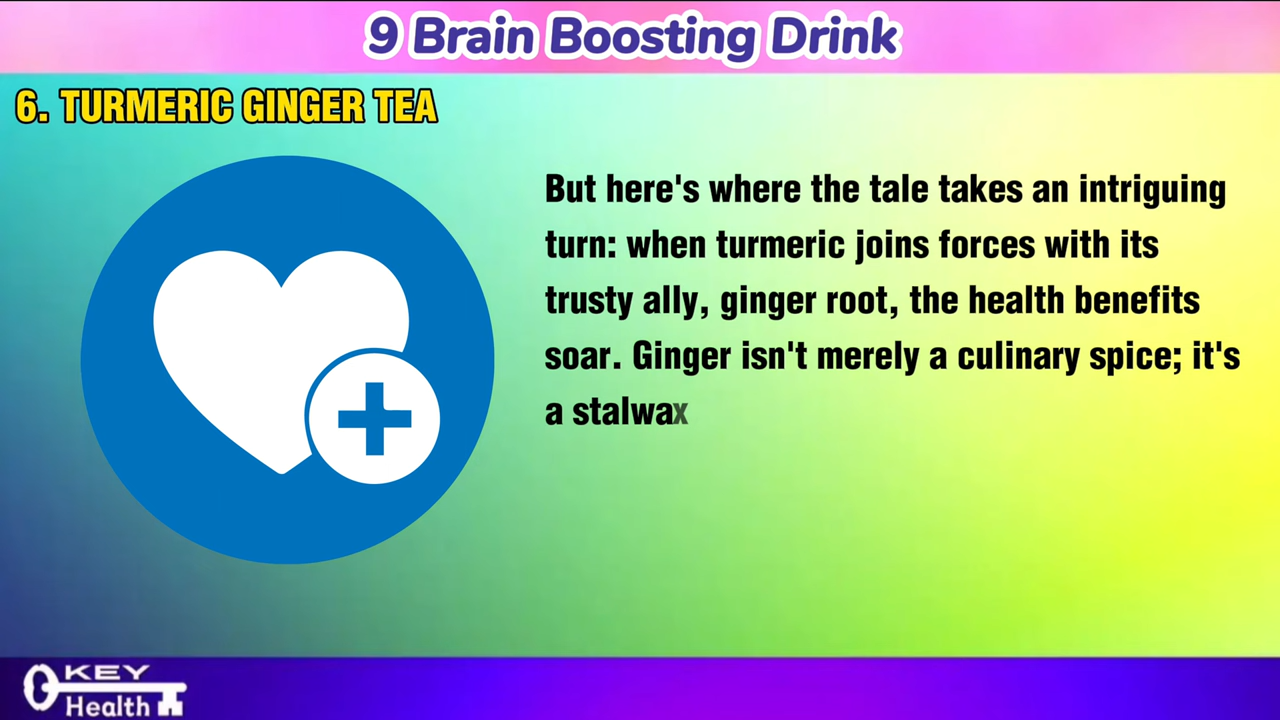 9 Brain Boosting Drink
6. TURMERIC GINGER TEA
But here's where the tale takes an intriguing
turn: when turmeric joins forces with its
trusty ally, ginger root, the health benefits
soar. Ginger isn't merely a culinary spice; it's
a stalwax
KEY
Health